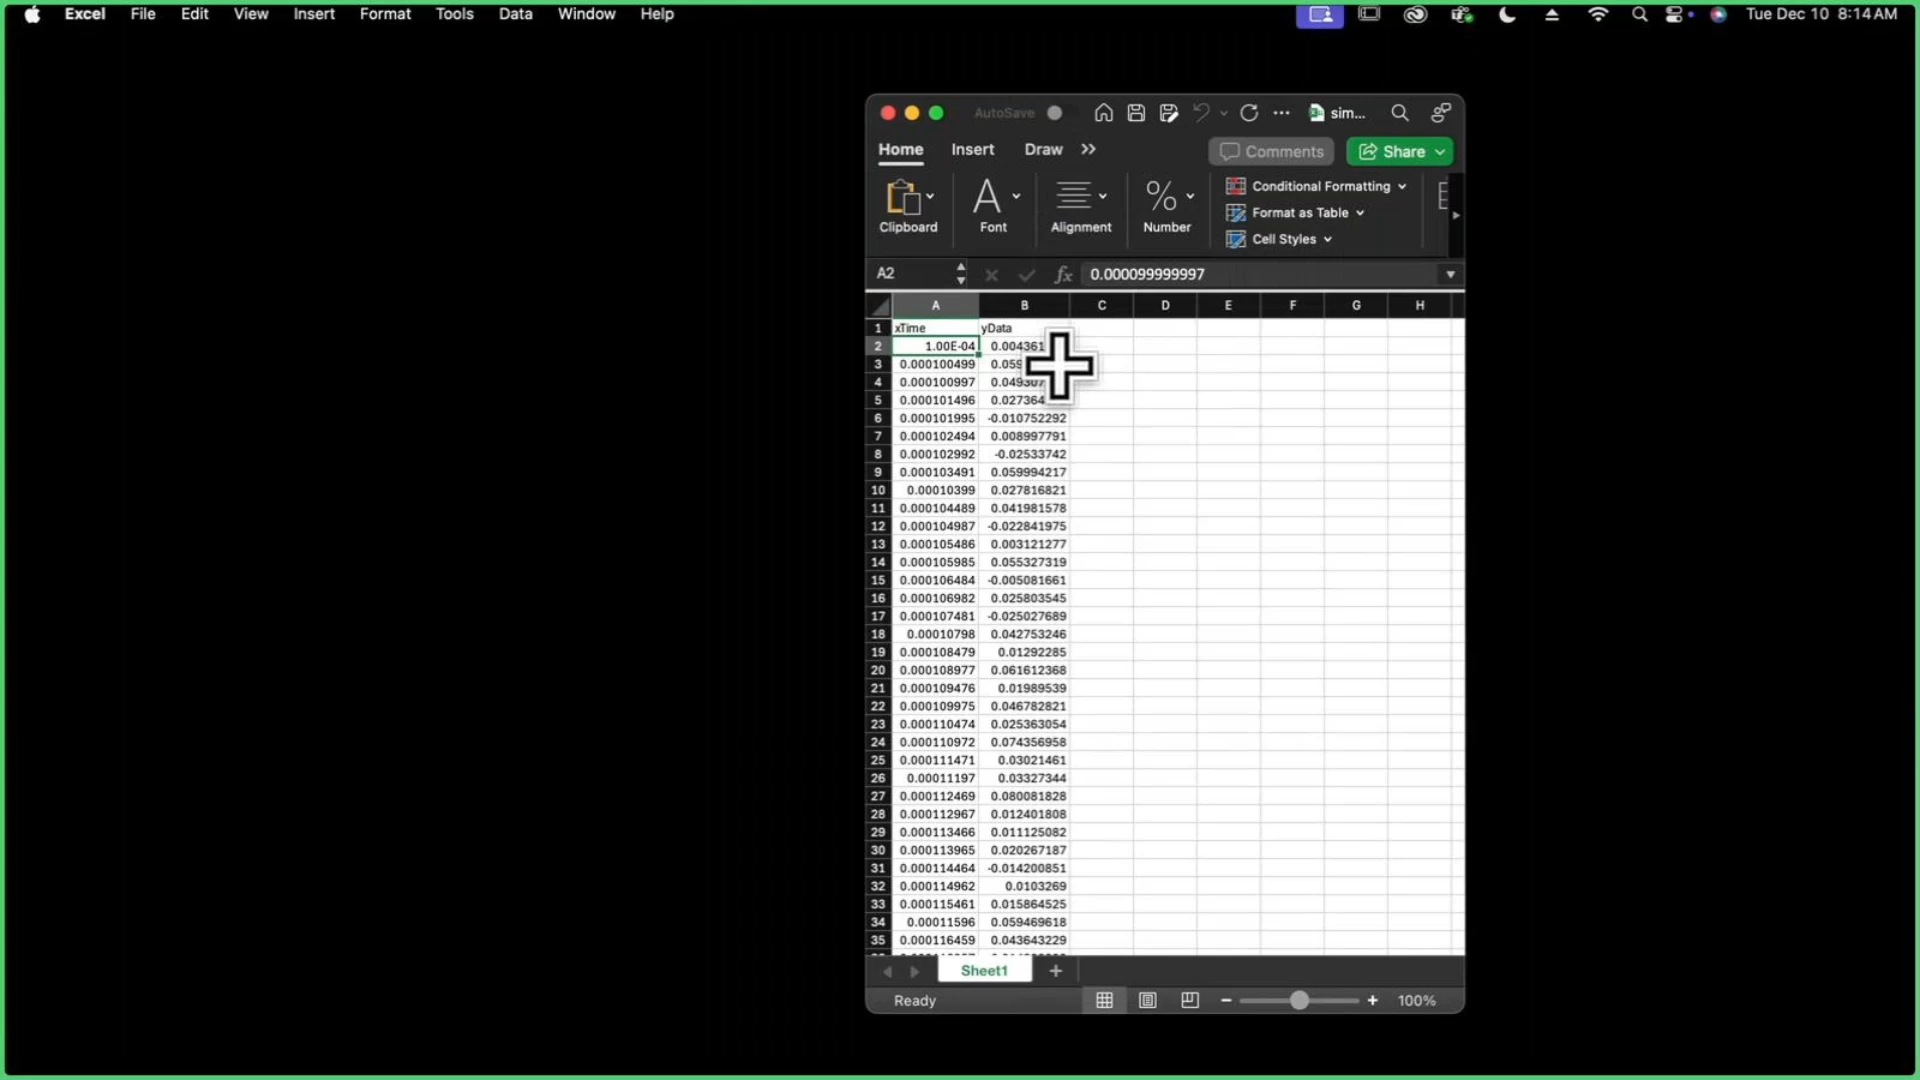 Excel File Edit View Insert Format Tools Data Window Help Tue Dec 10 8:14 AM
AutoSave sim...
Home Insert Draw Comments Share
Clipboard Font Alignment Number
Conditional Formatting
Format as Table
Cell Styles
A2 fx 0.000099999997
A B C D E F G H
1 xTime yData
2 1.00E-04
3 0.000100499
4 0.000100997
5 0.000101496
6 0.000101995 -0.010752292
7 0.000102494 0.008997791
8 0.000102992 -0.02533742
9 0.000103491 0.059994217
10 0.00010399 0.027816821
11 0.000104489 0.041981578
12 0.000104987 -0.022841975
13 0.000105486 0.003121277
14 0.000105985 0.055327319
15 0.000106484 -0.005081661
16 0.000106982 0.025803545
17 0.000107481 -0.025027689
18 0.00010798 0.042753246
19 0.000108479 0.01292285
20 0.000108977 0.061612368
21 0.000109476 0.01989539
22 0.000109975 0.046782821
23 0.000110474 0.025363054
24 0.000110972 0.074356958
25 0.000111471 0.03021461
26 0.00011197 0.03327344
27 0.000112469 0.080081828
28 0.000112967 0.012401808
29 0.000113466 0.011125082
30 0.000113965 0.020267187
31 0.000114464 -0.014200851
32 0.000114962 0.0103269
33 0.000115461 0.015864525
34 0.00011596 0.059469618
35 0.000116459 0.043643229
Sheet1
Ready 100%